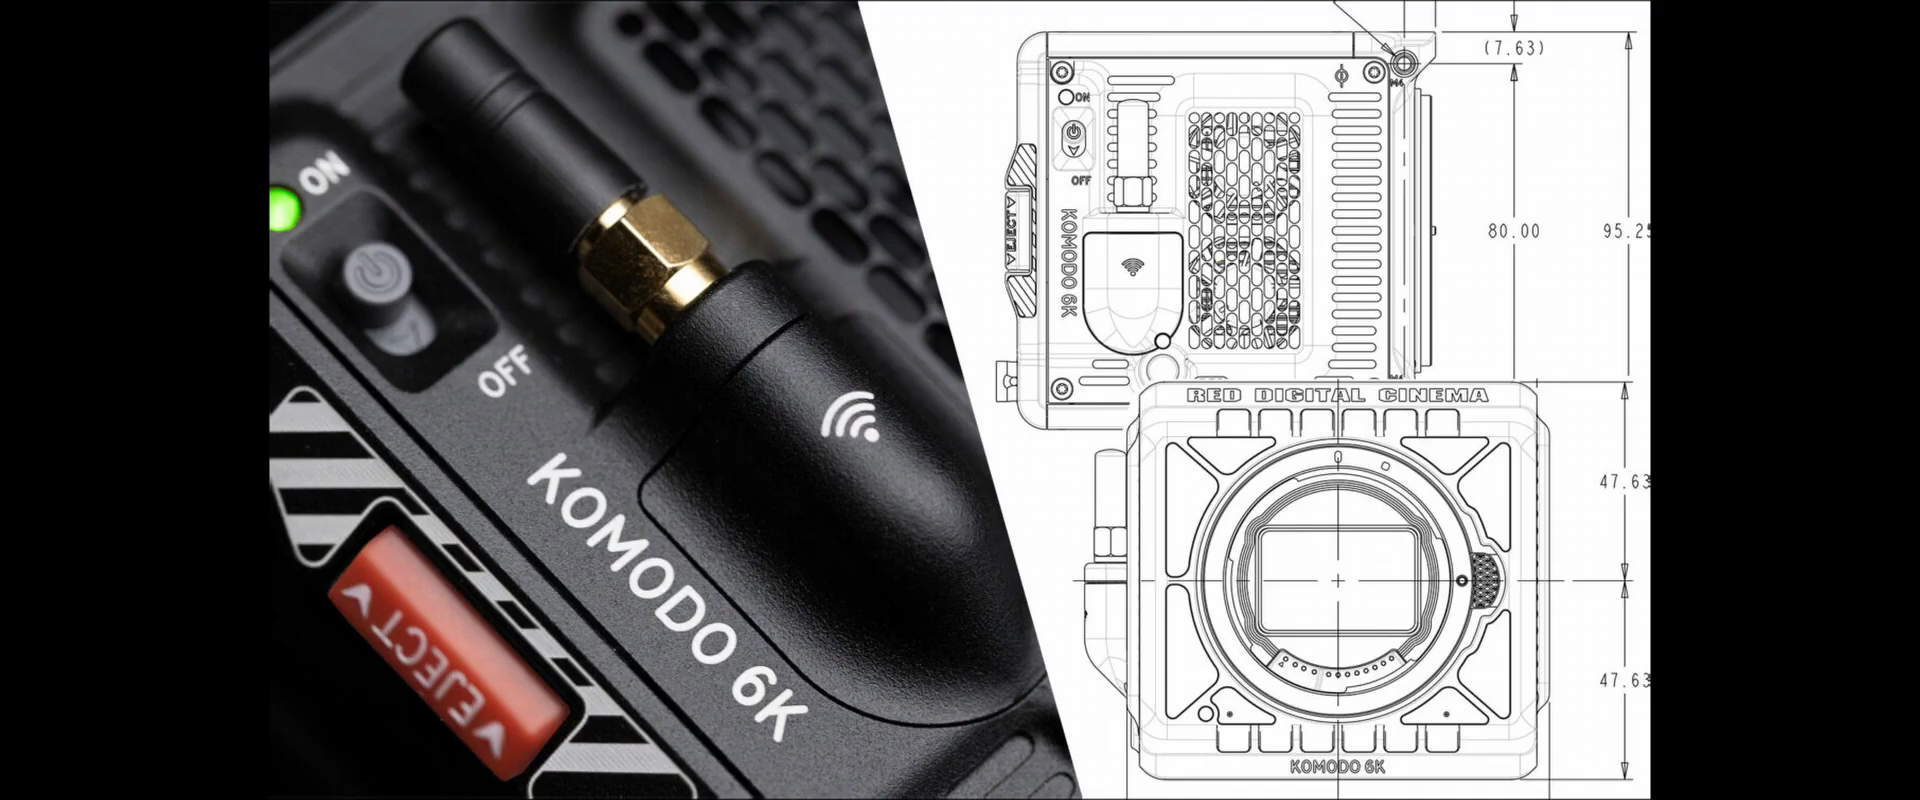 ON
OFF
KOMODO 6K
EJECT
(7.63)
M4
ON
OFF
EJECT
KOMODO 6K
80.00
95.25
RED DIGITAL CINEMA
47.63
47.63
KOMODO 6K